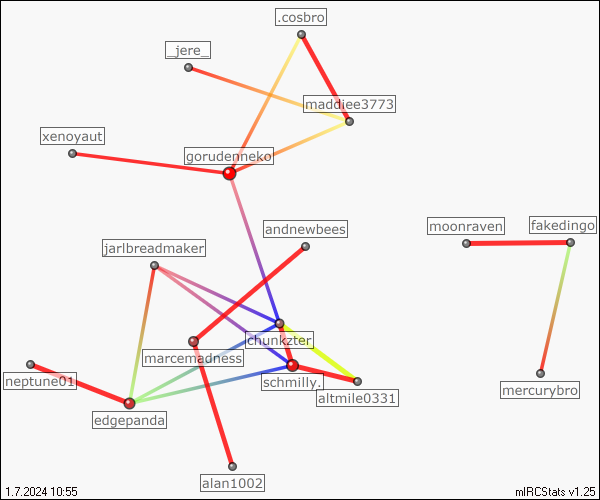 .cosbro
_jere_
maddiee3773
xenoyaut
gorudenneko
andnewbees
moonraven
fakedingo
jarlbreadmaker
chunkzter
marcemadness
schmilly.
neptune01
mercurybro
altmile0331
edgepanda
alan1002
1.7.2024 10:55
mIRCStats v1.25